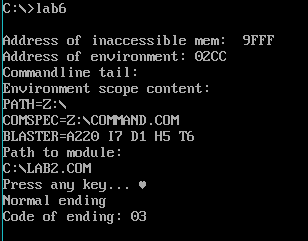 C:\>lab6
Address of inaccessible mem:  9FFF
Address of environment: 02CC
Commandline tail:
Environment scope content:
PATH=Z:\
COMSPEC=Z:\COMMAND.COM
BLASTER=A220 I7 D1 H5 T6
Path to module:
C:\LAB2.COM
Press any key... ♥
Normal ending
Code of ending: 03